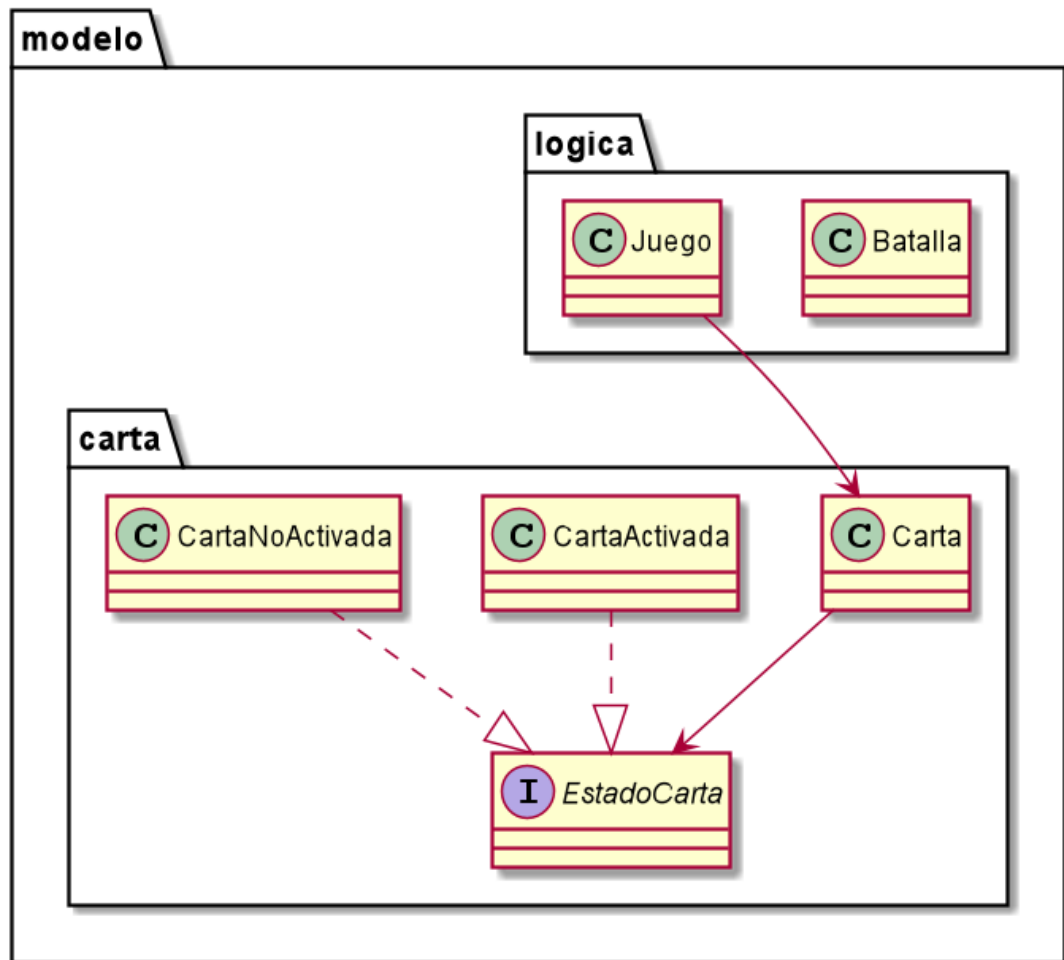 modelo
logica
C Juego
C Batalla
carta
C CartaNoActivada
C CartaActivada
C Carta
I EstadoCarta